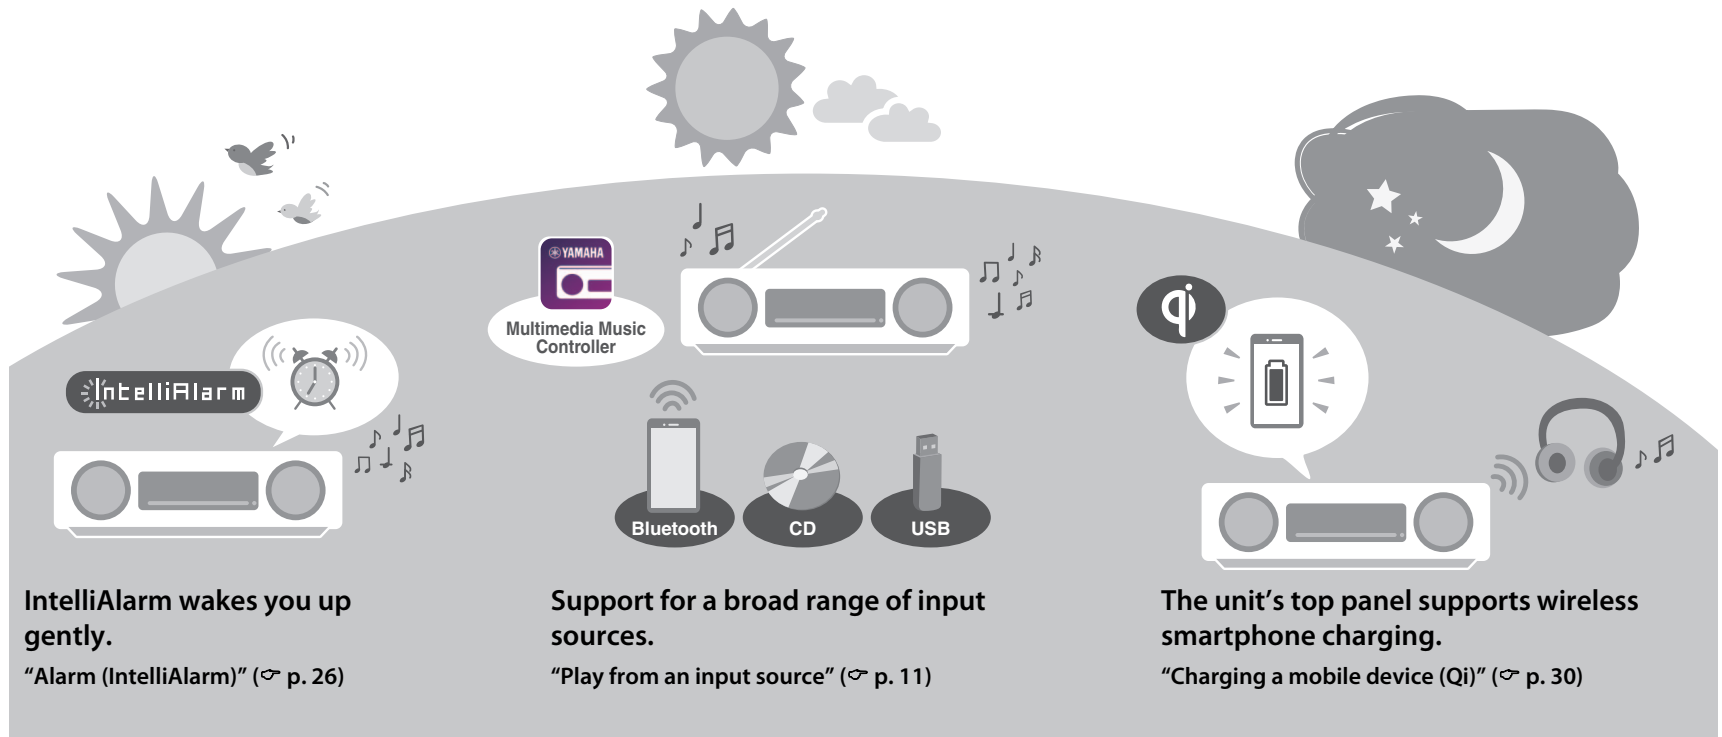 IntelliAlarm
YAMAHA
Multimedia Music
Controller
Bluetooth
CD
USB
qi
IntelliAlarm wakes you up
gently.
“Alarm (IntelliAlarm)” (☞ p. 26)
Support for a broad range of input
sources.
“Play from an input source” (☞ p. 11)
The unit’s top panel supports wireless
smartphone charging.
“Charging a mobile device (Qi)” (☞ p. 30)